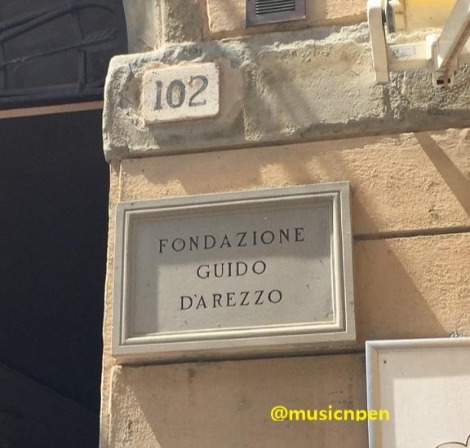 102
FONDAZIONE
GUIDO
D'AREZZO
@musicnpen